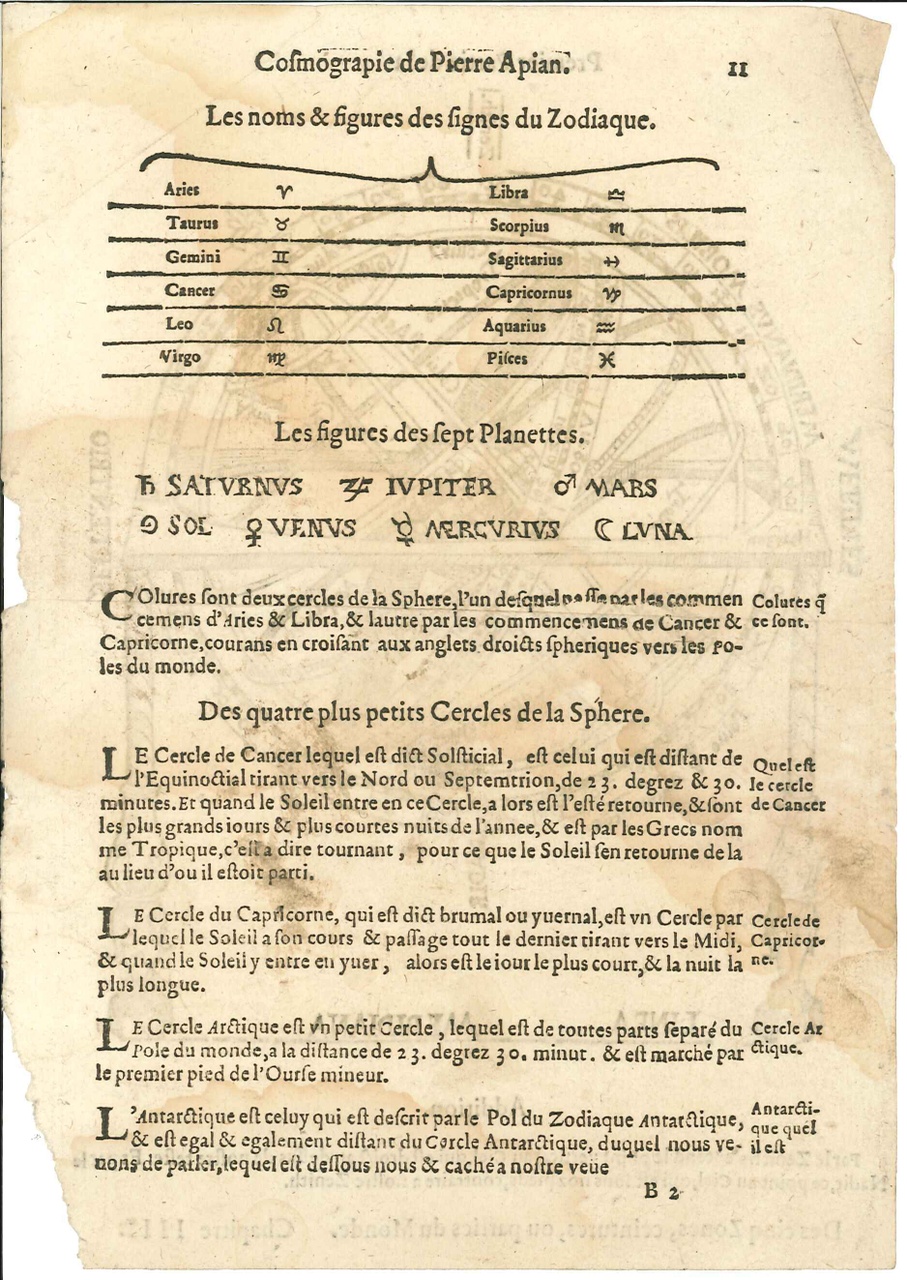 Coſmograpie de Pierre Apian. 11
Les noms & figures des ſignes du Zodiaque.
Aries ♈ Libra ♎
Taurus ♉ Scorpius ♏
Gemini ♊ Sagittarius ♐
Cancer ♋ Capricornus ♑
Leo ♌ Aquarius ♒
Virgo ♍ Piſces ♓
Les figures des ſept Planettes.
♄ SATVRNVS ♃ IVPITER ♂ MARS
☉ SOL ♀ VENVS ☿ MERCVRIVS ☾ LVNA
COlures ſont deux cercles de la Sphere, l'un deſquel paſſe par les commen
cemens d'Aries & Libra, & lautre par les commencemens de Cancer &
Capricorne, courans en croiſant aux anglets droicts ſpheriques vers les po-
les du monde.
Colures q̃
ce ſont.
Des quatre plus petits Cercles de la Sphere.
LE Cercle de Cancer lequel eſt dict Solſticial, eſt celui qui eſt diſtant de
l'Equinoctial tirant vers le Nord ou Septemtrion, de 23. degrez & 30.
minutes. Et quand le Soleil entre en ce Cercle, a lors eſt l'eſté retourne, & ſont
les plus grands iours & plus courtes nuits de l'annee, & eſt par les Grecs nom
me Tropique, c'eſt a dire tournant, pour ce que le Soleil ſen retourne de la
au lieu d'ou il eſtoit parti.
Quel eſt
le cercle
de Cancer
LE Cercle du Capricorne, qui eſt dict brumal ou yuernal, eſt vn Cercle par
lequel le Soleil a ſon cours & paſſage tout le dernier tirant vers le Midi,
& quand le Soleil y entre en yuer, alors eſt le iour le plus court, & la nuit la
plus longue.
Cercle de
Capricor-
ne.
LE Cercle Arctique eſt vn petit Cercle, lequel eſt de toutes parts ſeparé du
Pole du monde, a la diſtance de 23. degrez 30. minut. & eſt marché par
le premier pied de l'Ourſe mineur.
Cercle Ar
ctique.
L'Antarctique eſt celuy qui eſt deſcrit par le Pol du Zodiaque Antarctique,
& eſt egal & egalement diſtant du Cercle Antarctique, duquel nous ve-
nons de parler, lequel eſt deſſous nous & caché a noſtre veue
Antarcti-
que quel
il eſt
B 2